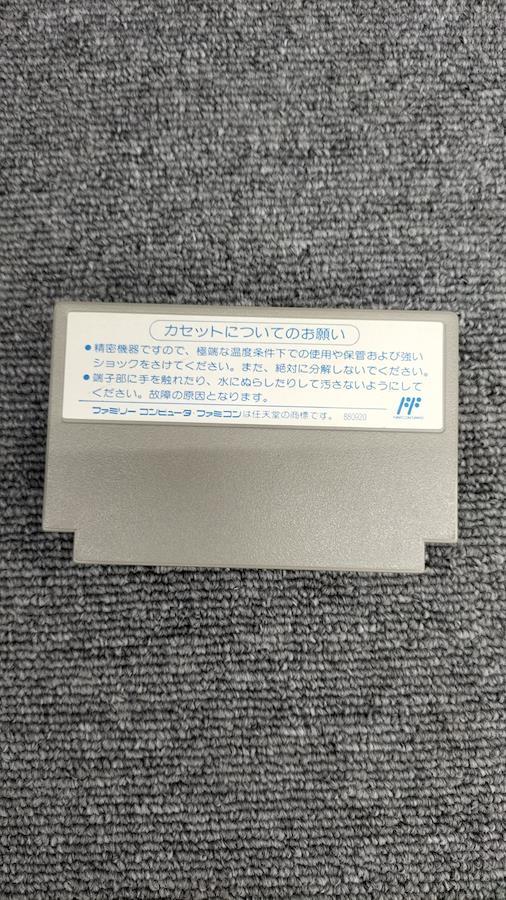 カセットについてのお願い
●精密機器ですので、極端な温度条件下での使用や保管および強い
ショックをさけてください。また、絶対に分解しないでください。
●端子部に手を触れたり、水にぬらしたりして汚さないようにして
ください。故障の原因となります。
ファミリー コンピュータ・ファミコンは任天堂の商標です。 880920